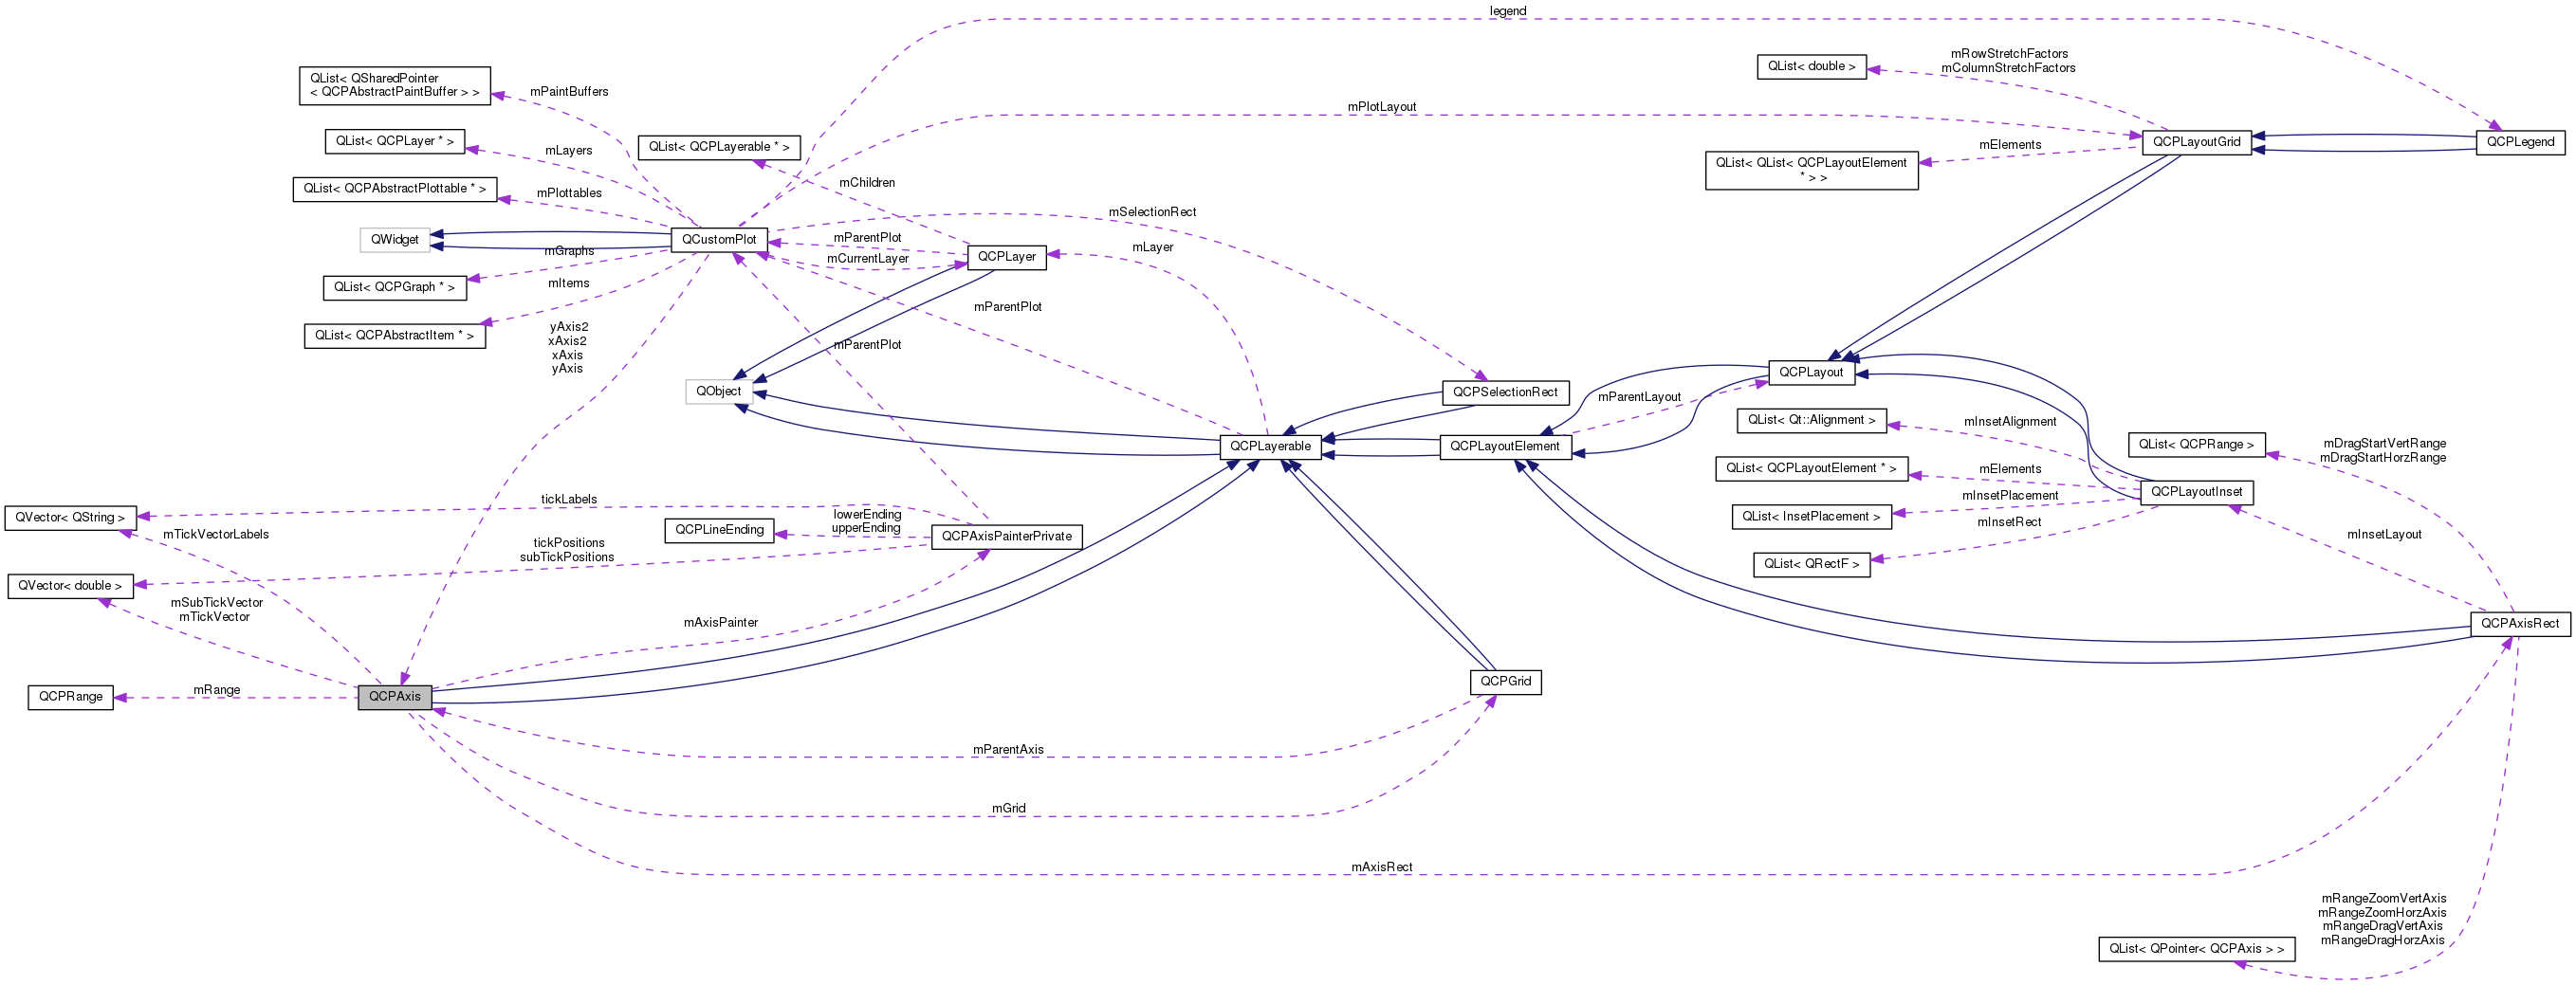 legend
mRowStretchFactors
mColumnStretchFactors
QList< double >
QList< QSharedPointer
< QCPAbstractPaintBuffer > >
mPaintBuffers
mPlotLayout
QList< QCPLayer * >
mLayers
QList< QCPLayerable * >
QCPLayoutGrid
QCPLegend
mElements
QList< QList< QCPLayoutElement
* > >
QList< QCPAbstractPlottable * >
mPlottables
mChildren
mSelectionRect
QWidget
QCustomPlot
mParentPlot
mLayer
mGraphs
mCurrentLayer
QCPLayer
QList< QCPGraph * >
mItems
mParentPlot
QList< QCPAbstractItem * >
yAxis2
xAxis2
xAxis
yAxis
mParentPlot
QObject
QCPSelectionRect
QCPLayout
mParentLayout
QList< Qt::Alignment >
mInsetAlignment
QCPLayerable
QCPLayoutElement
QList< QCPRange >
mDragStartVertRange
mDragStartHorzRange
QList< QCPLayoutElement * >
mElements
QCPLayoutInset
tickLabels
mInsetPlacement
QVector< QString >
mTickVectorLabels
QCPLineEnding
lowerEnding
upperEnding
QCPAxisPainterPrivate
QList< InsetPlacement >
mInsetRect
mInsetLayout
tickPositions
subTickPositions
QList< QRectF >
QVector< double >
mSubTickVector
mTickVector
mAxisPainter
QCPAxisRect
QCPRange
mRange
QCPAxis
QCPGrid
mParentAxis
mGrid
mAxisRect
mRangeZoomVertAxis
mRangeZoomHorzAxis
mRangeDragVertAxis
mRangeDragHorzAxis
QList< QPointer< QCPAxis > >